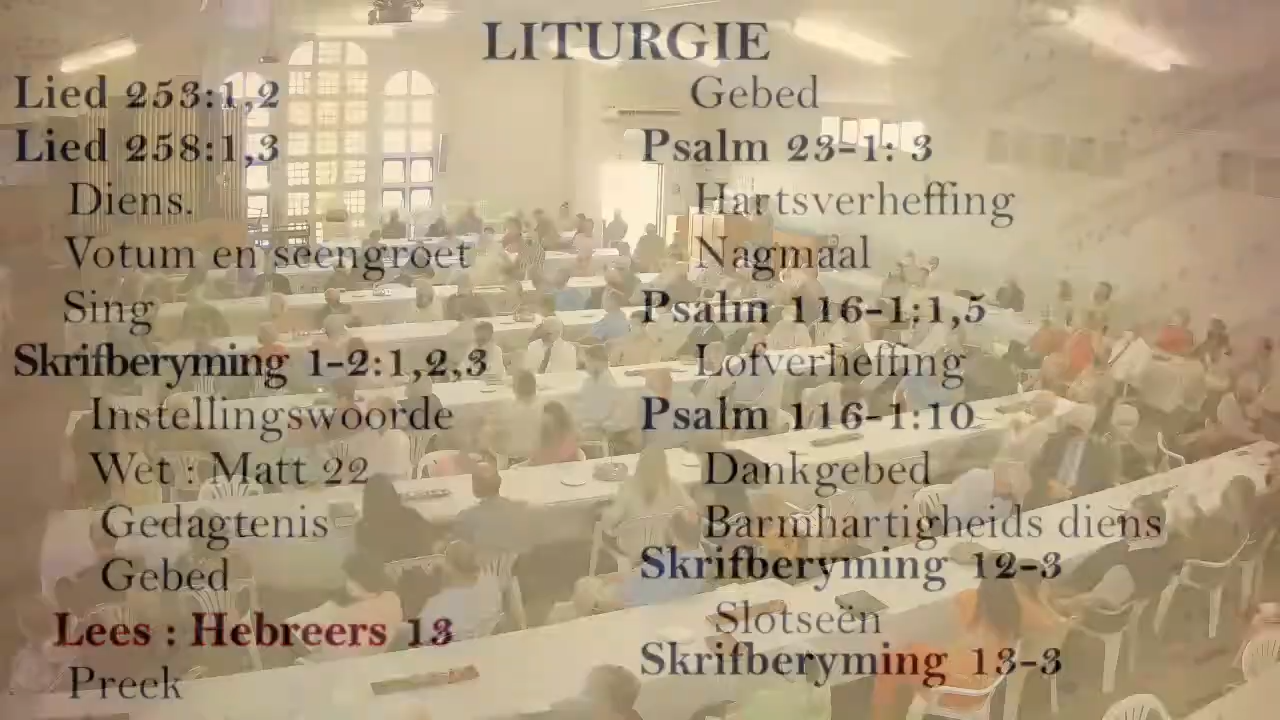 LITURGIE
Lied 253:1,2
Lied 258:1,3
Diens.
Votum en seengroet
Sing
Skrifberyming 1-2:1,2,3
Instellingswoorde
Wet : Matt 22
Gedagtenis
Gebed
Lees : Hebreers 13
Preek
Gebed
Psalm 23-1: 3
Hartsverheffing
Nagmaal
Psalm 116-1:1,5
Lofverheffing
Psalm 116-1:10
Dankgebed
Barmhartigheids diens
Skrifberyming 12-3
Slotseën
Skrifberyming 13-3